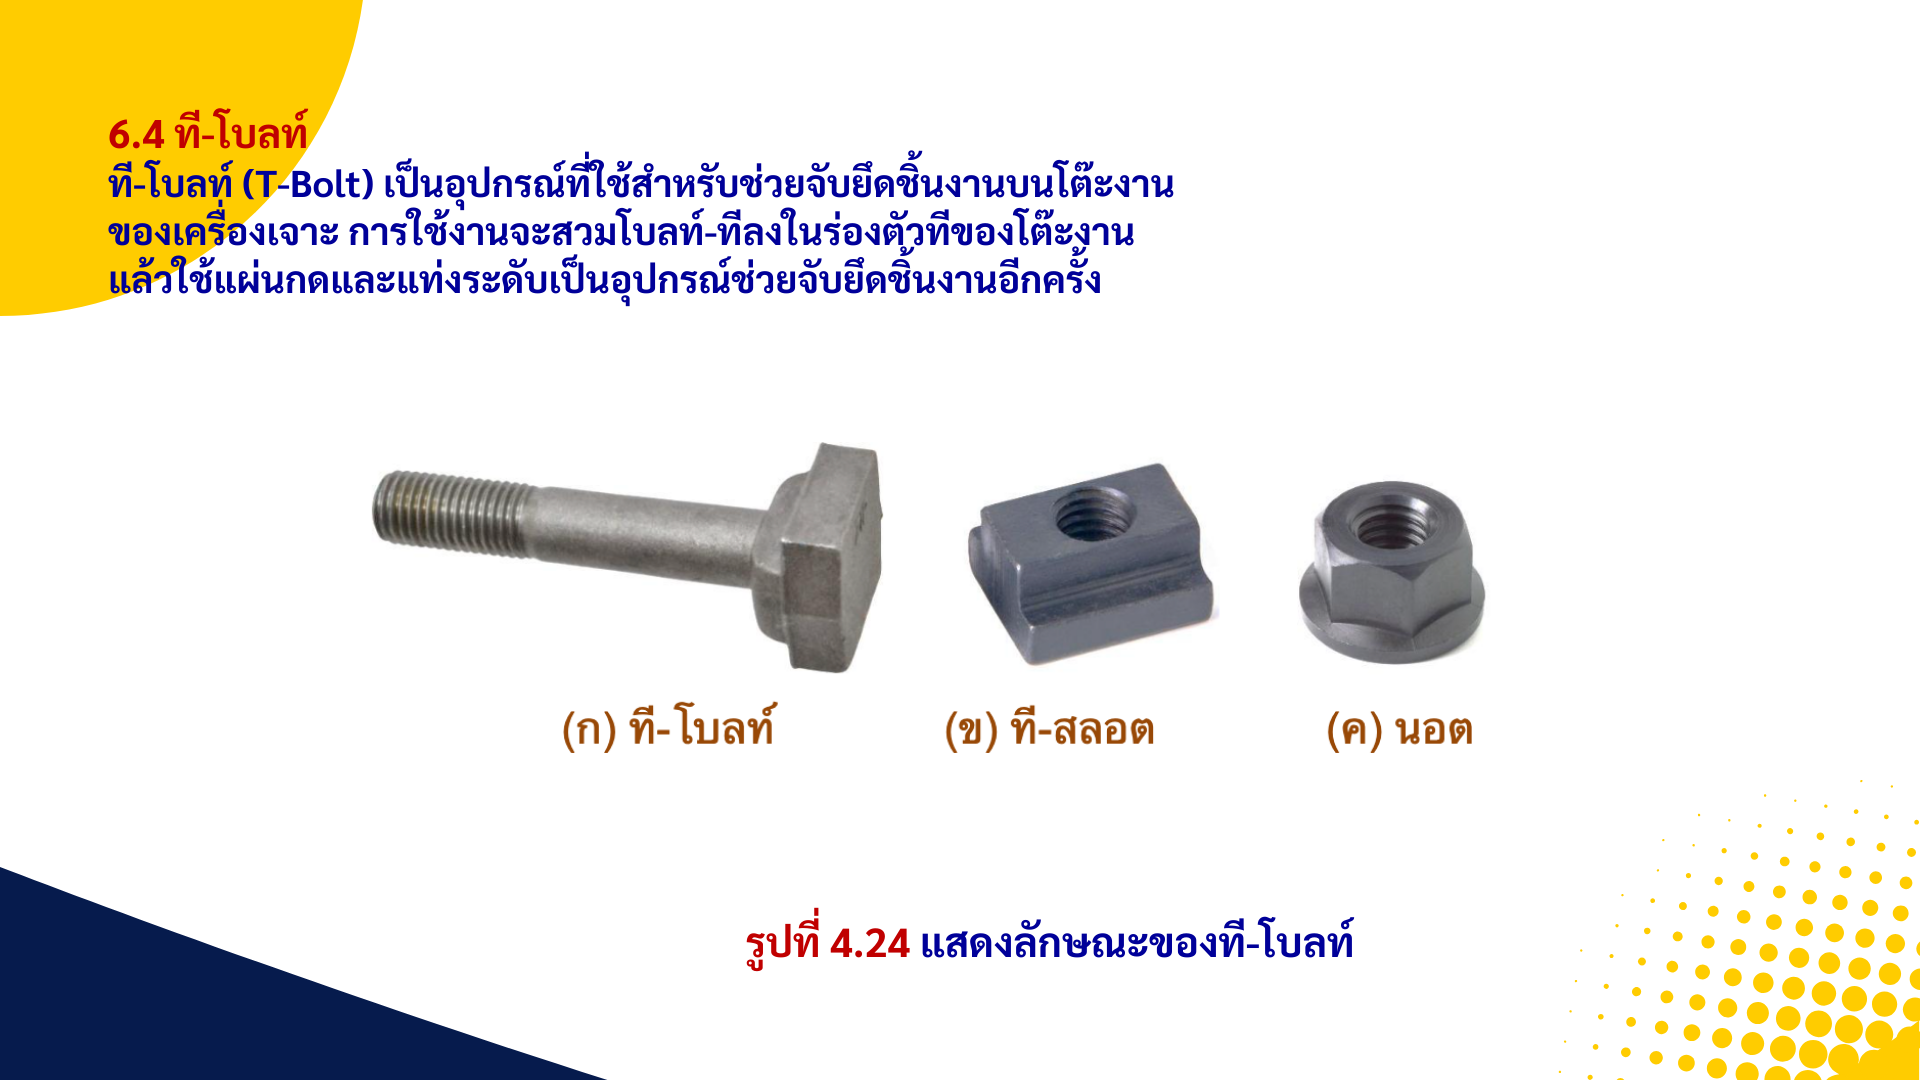 6.4 ที-โบลท์
ที-โบลท์ (T-Bolt) เป็นอุปกรณ์ที่ใช้สำหรับช่วยจับยึดชิ้นงานบนโต๊ะงาน
ของเครื่องเจาะ การใช้งานจะสวมโบลท์-ทีลงในร่องตัวทีของโต๊ะงาน
แล้วใช้แผ่นกดและแท่งระดับเป็นอุปกรณ์ช่วยจับยึดชิ้นงานอีกครั้ง
(ก) ที-โบลท์ (ข) ที-สลอต (ค) นอต
รูปที่ 4.24 แสดงลักษณะของที-โบลท์